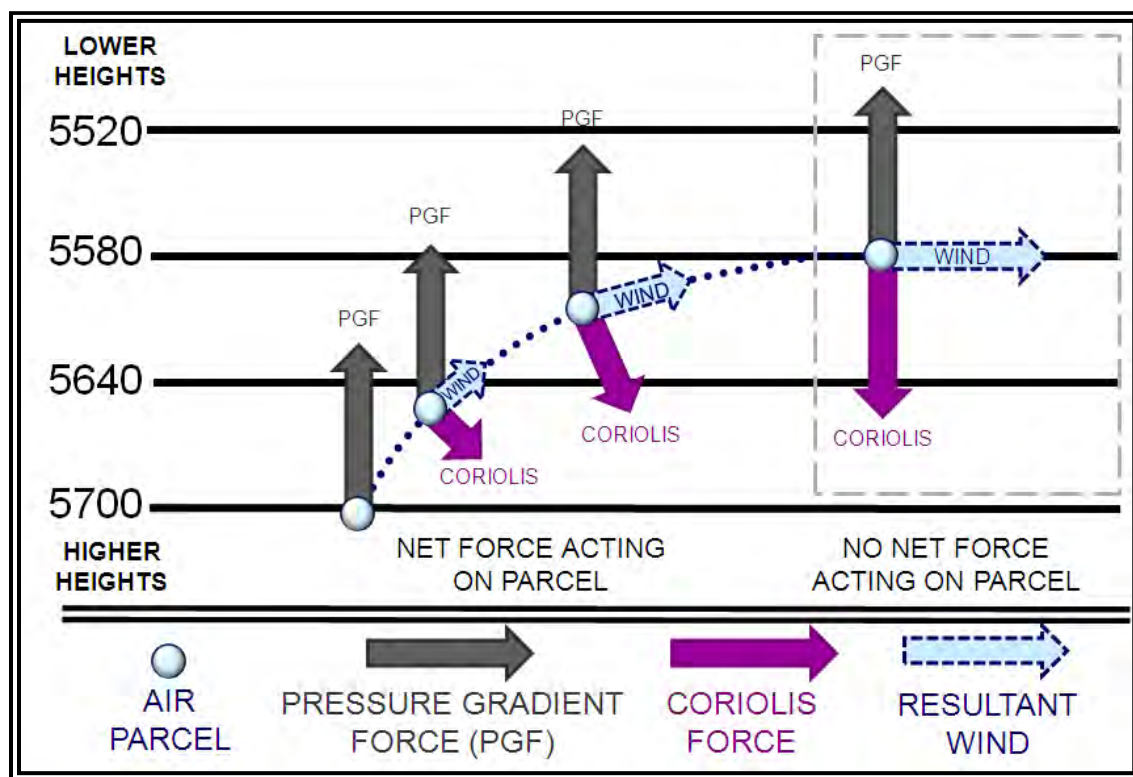 LOWER
HEIGHTS
PGF
5520
PGF
PGF
5580
WIND
WIND
PGF
5640
WIND
CORIOLIS
CORIOLIS
CORIOLIS
5700
HIGHER
HEIGHTS
NET FORCE ACTING
ON PARCEL
NO NET FORCE
ACTING ON PARCEL
AIR
PARCEL
PRESSURE GRADIENT
FORCE (PGF)
CORIOLIS
FORCE
RESULTANT
WIND